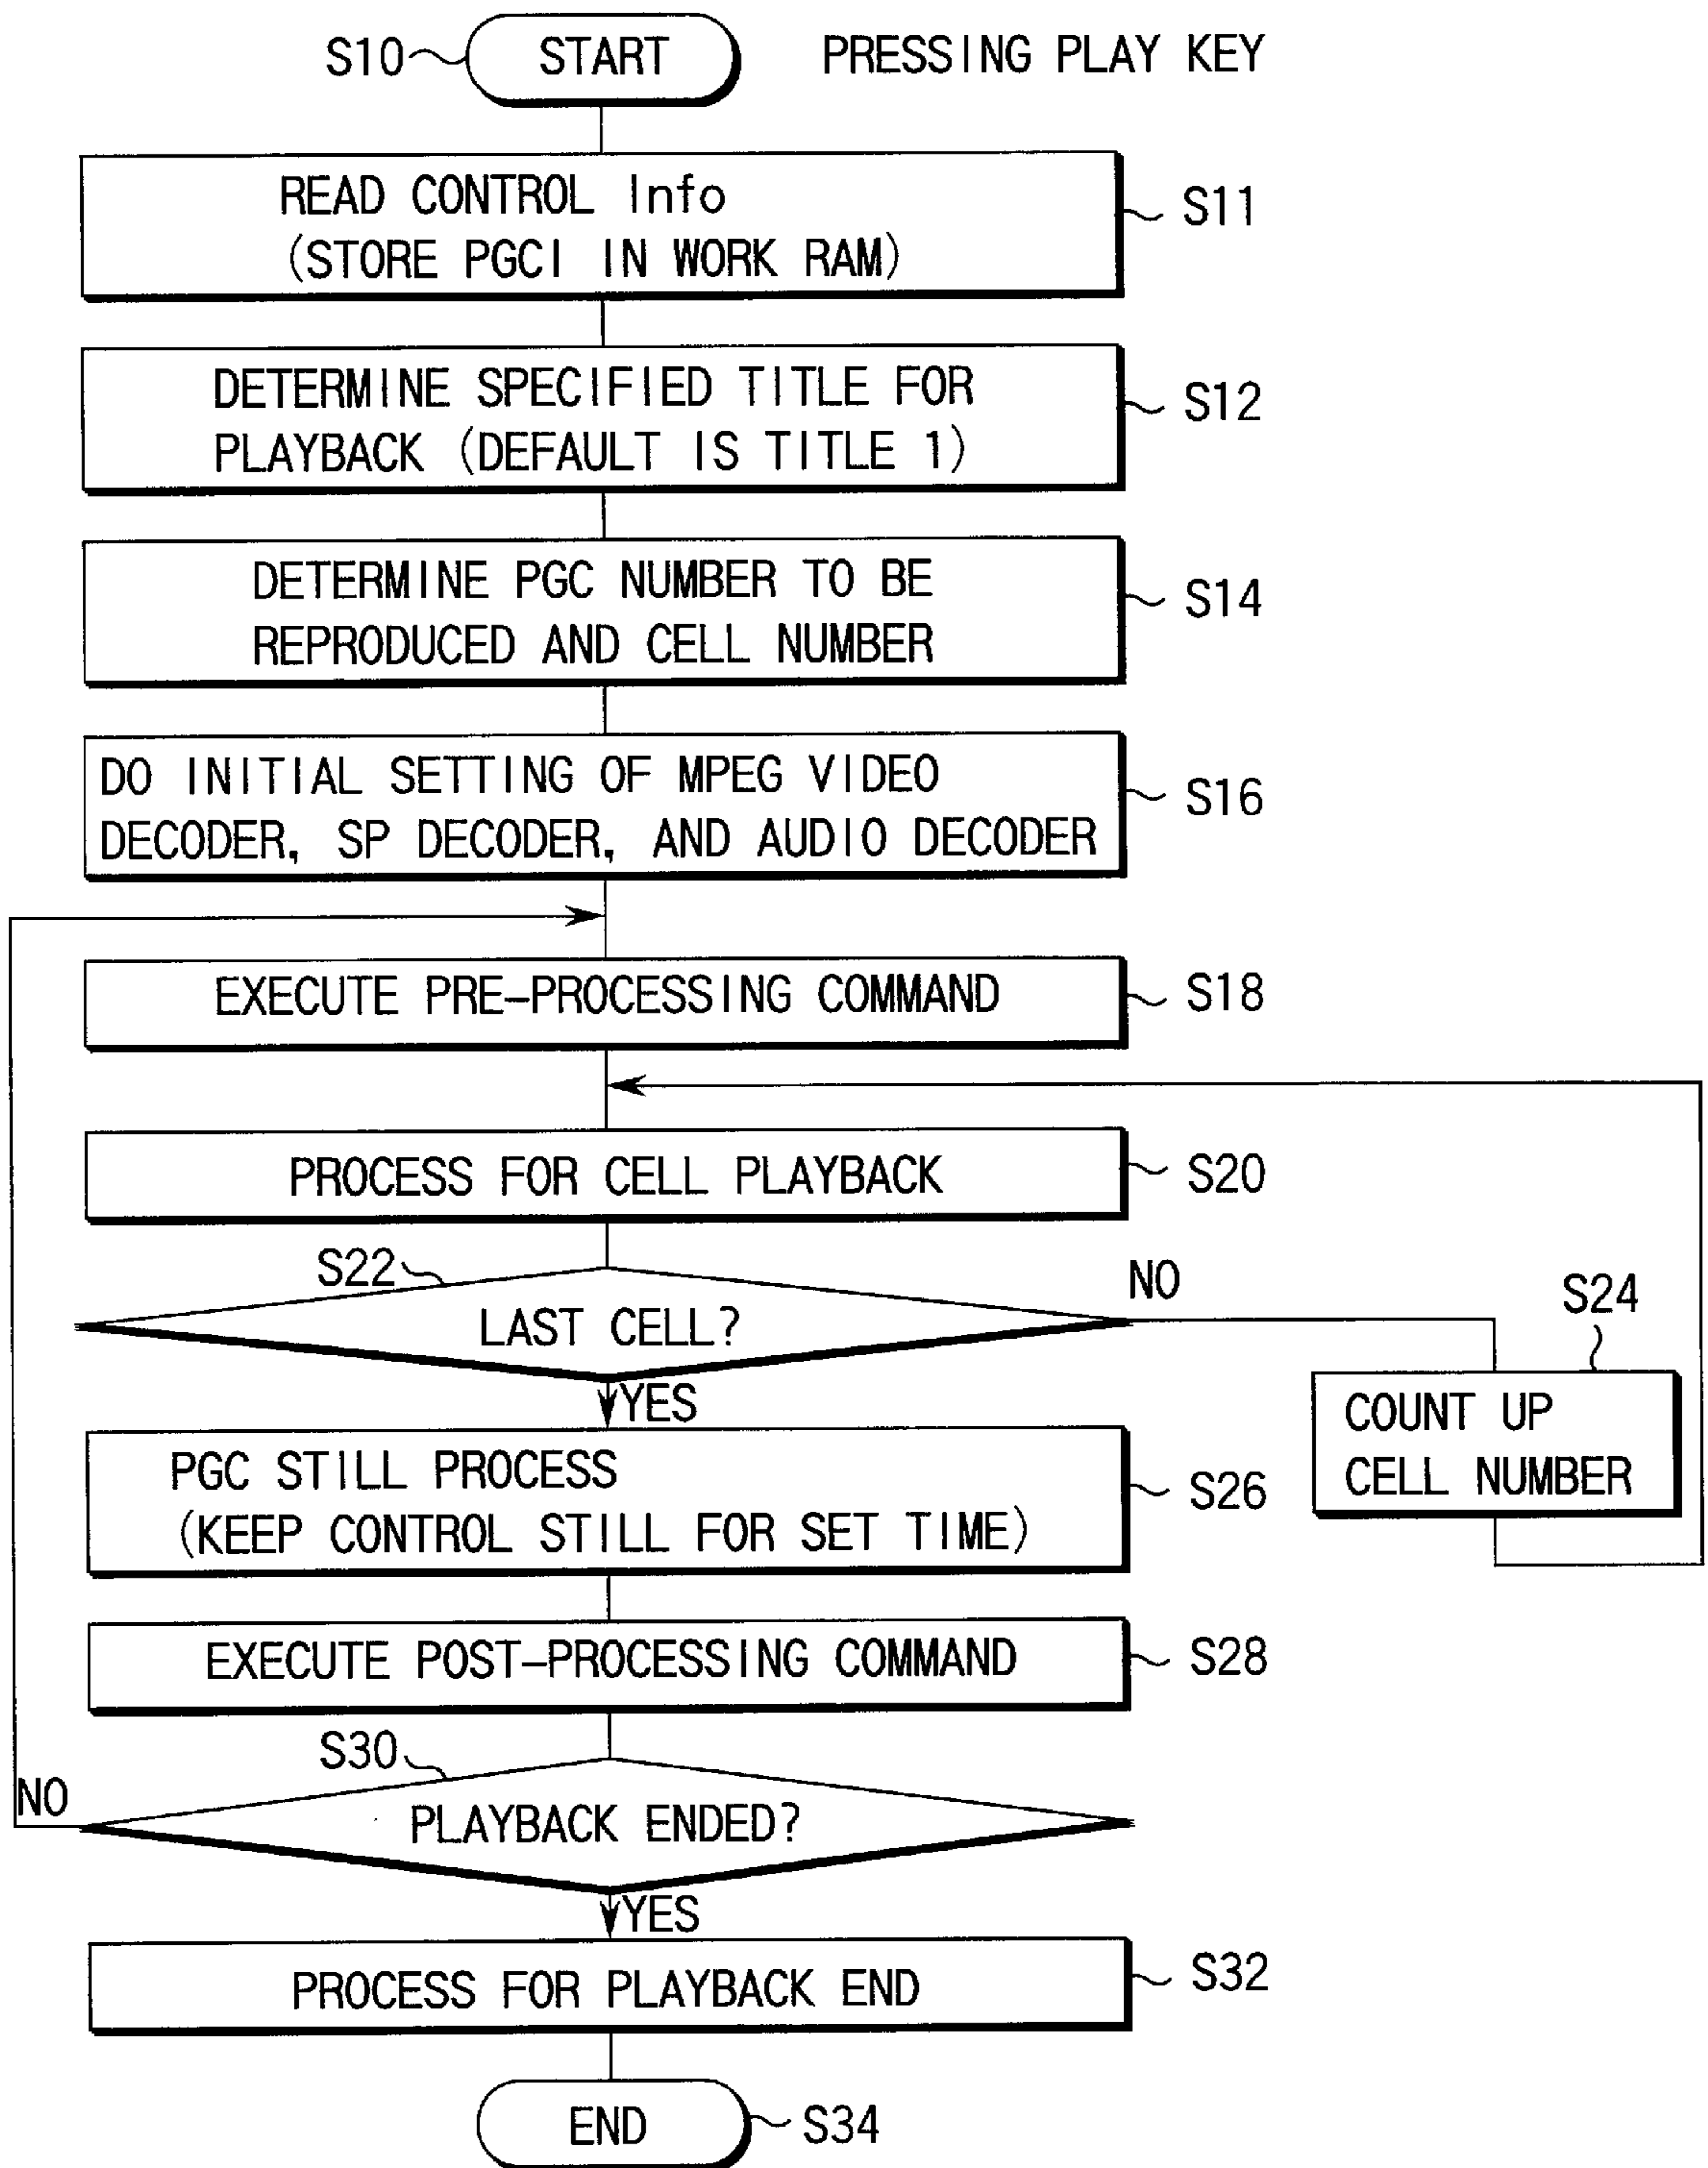 S10
START
PRESSING PLAY KEY
READ CONTROL Info
(STORE PGCI IN WORK RAM)
S11
DETERMINE SPECIFIED TITLE FOR
PLAYBACK (DEFAULT IS TITLE 1)
S12
DETERMINE PGC NUMBER TO BE
REPRODUCED AND CELL NUMBER
S14
DO INITIAL SETTING OF MPEG VIDEO
DECODER, SP DECODER, AND AUDIO DECODER
S16
EXECUTE PRE-PROCESSING COMMAND
S18
PROCESS FOR CELL PLAYBACK
S20
S22
LAST CELL?
NO
S24
COUNT UP
CELL NUMBER
YES
PGC STILL PROCESS
(KEEP CONTROL STILL FOR SET TIME)
S26
EXECUTE POST-PROCESSING COMMAND
S28
S30
NO
PLAYBACK ENDED?
YES
PROCESS FOR PLAYBACK END
S32
END
S34